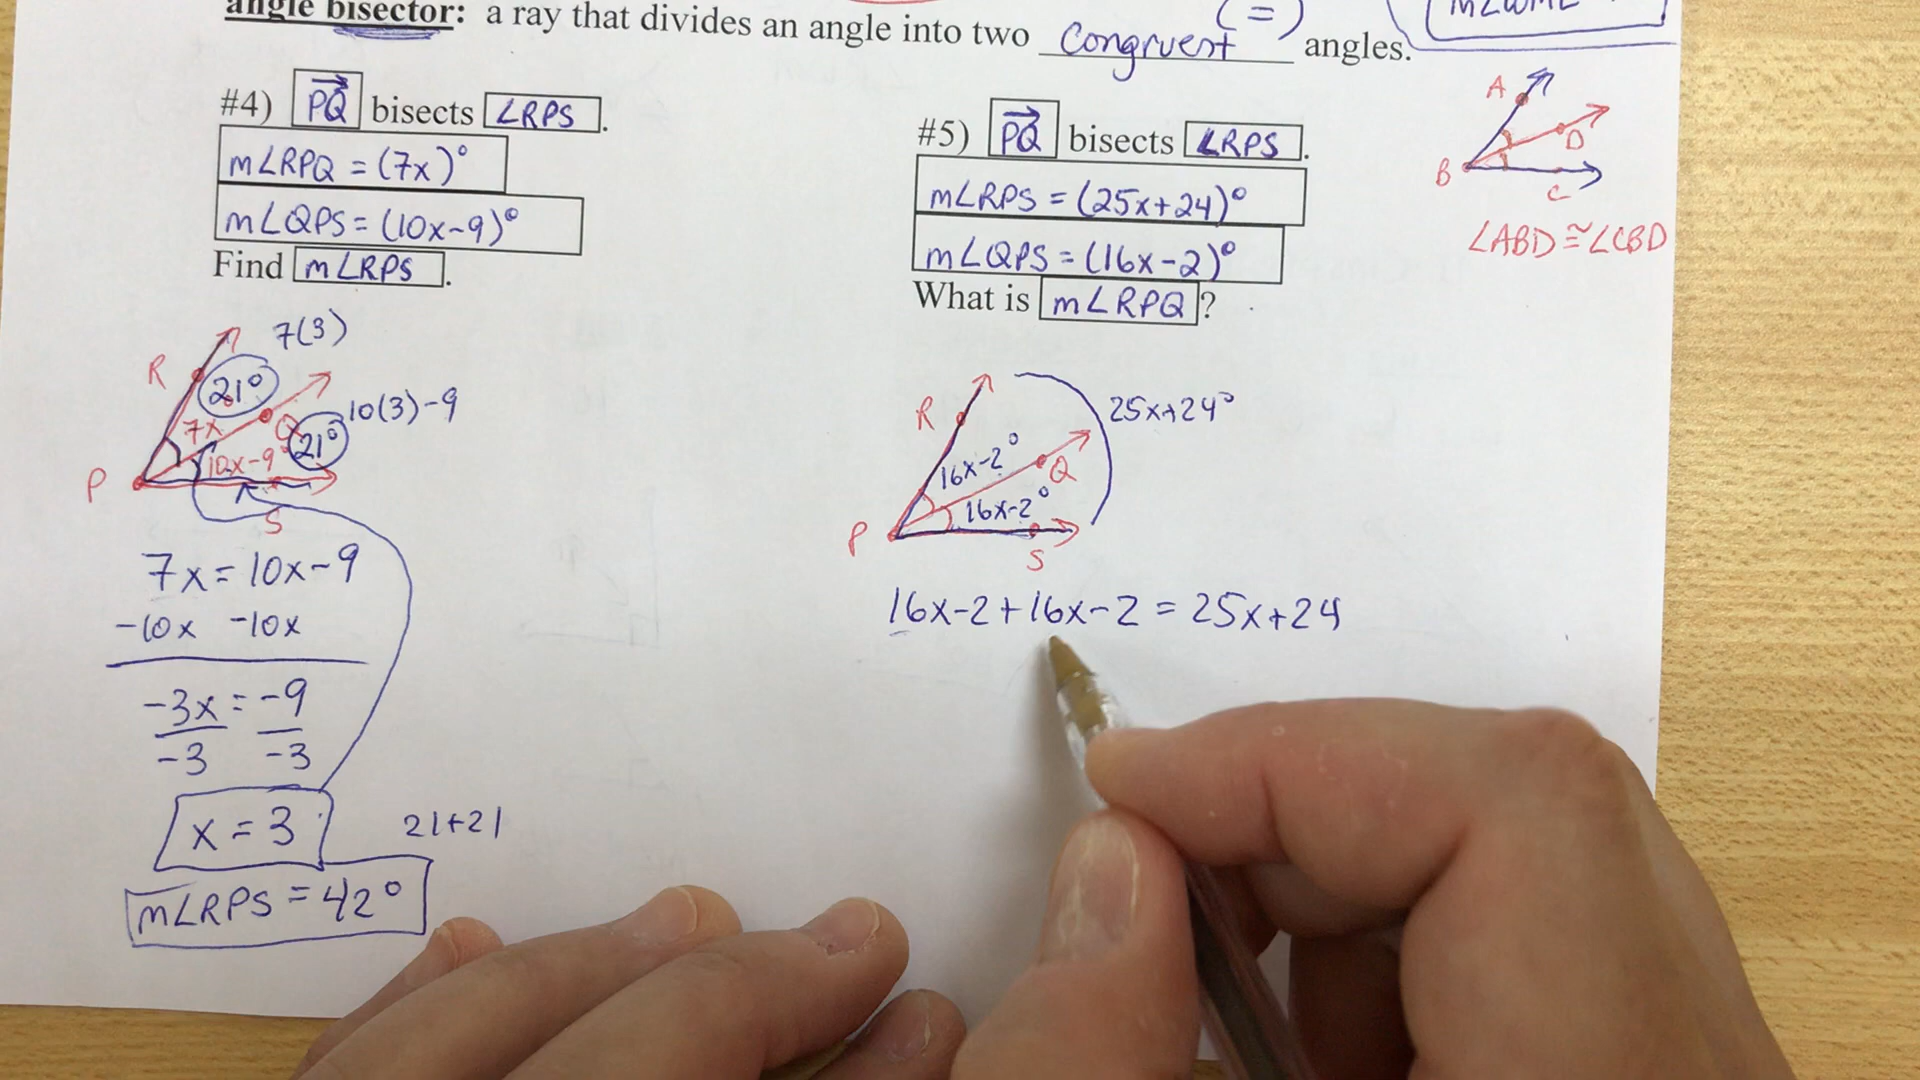 angle bisector: a ray that divides an angle into two congruent angles.
(=)
#4) PQ bisects ∠RPS.
m∠RPQ = (7x)°
m∠QPS = (10x-9)°
Find m∠RPS.
7(3)
R
21°
10(3)-9
7x
Q
21°
10x-9
P
S
7x = 10x-9
-10x -10x
-3x = -9
-3 -3
x = 3
21+21
m∠RPS = 42°
#5) PQ bisects ∠RPS.
m∠RPS = (25x+24)°
m∠QPS = (16x-2)°
What is m∠RPQ?
R
25x+24°
16x-2°
Q
16x-2°
P
S
16x-2+16x-2 = 25x+24
A
D
B
C
∠ABD ≅ ∠CBD